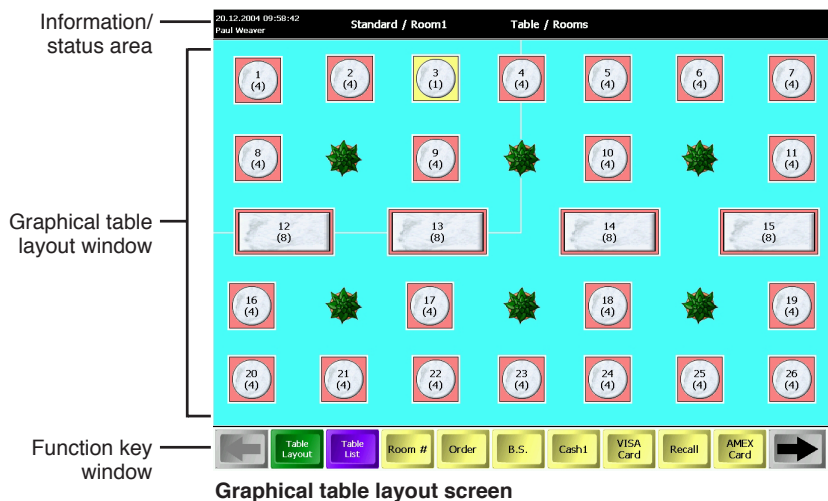 Information/
status area
20.12.2004 09:58:42
Paul Weaver
Standard / Room1
Table / Rooms
1
(4)
2
(4)
3
(1)
4
(4)
5
(4)
6
(4)
7
(4)
8
(4)
9
(4)
10
(4)
11
(4)
Graphical table
layout window
12
(8)
13
(8)
14
(8)
15
(8)
16
(4)
17
(4)
18
(4)
19
(4)
20
(4)
21
(4)
22
(4)
23
(4)
24
(4)
25
(4)
26
(4)
Function key
window
Table
Layout
Table
List
Room #
Order
B.S.
Cash1
VISA
Card
Recall
AMEX
Card
Graphical table layout screen